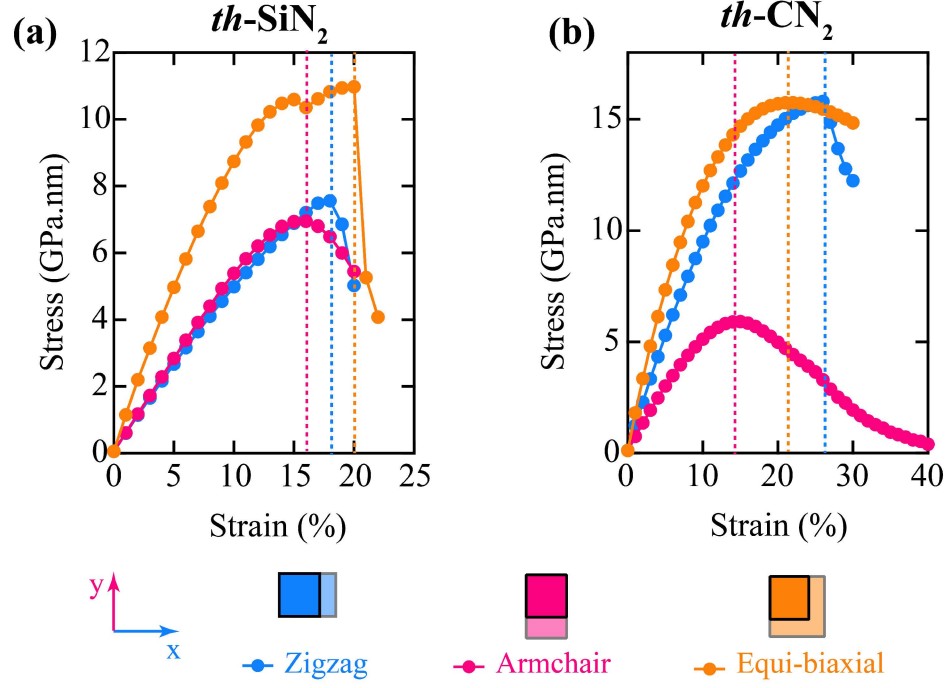 (a) th-SiN2
12
10
8
6
4
2
0
0 5 10 15 20 25
Stress (GPa.nm)
Strain (%)
(b) th-CN2
15
10
5
0
0 10 20 30 40
Stress (GPa.nm)
Strain (%)
y
x
Zigzag Armchair Equi-biaxial